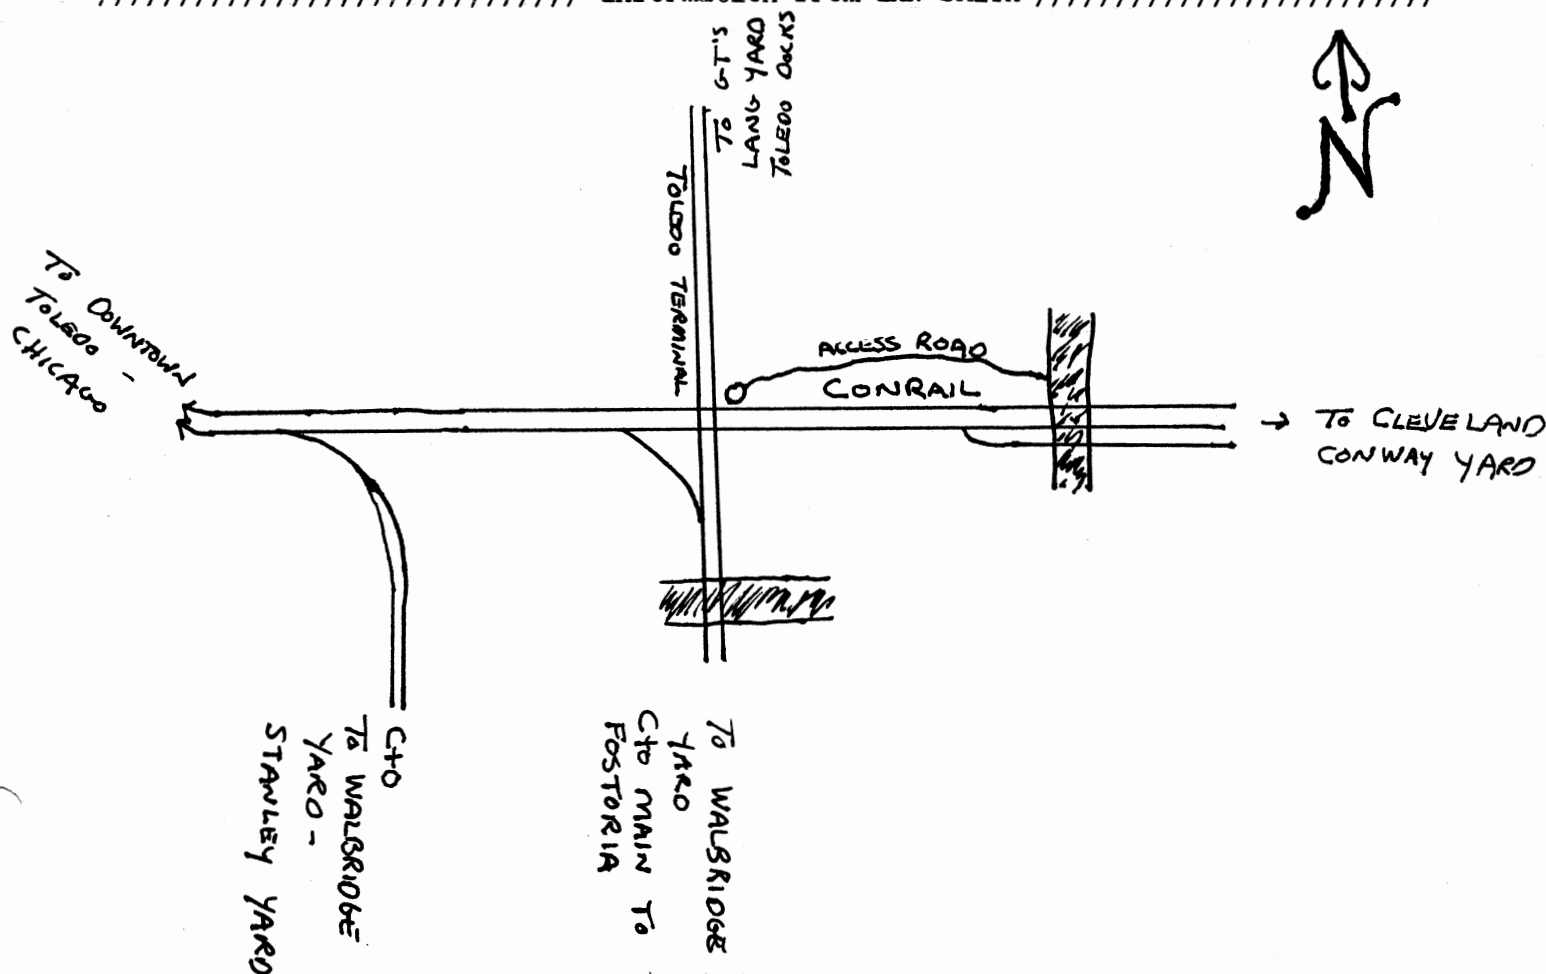 TO G-T'S
LANG YARD
TOLEDO DOCKS
N
TOLEDO TERMINAL
TO DOWNTOWN
TOLEDO -
CHICAGO
ACCESS ROAD
CONRAIL
→ TO CLEVELAND
CONWAY YARD
C+O
TO WALBRIDGE
YARD -
STANLEY YARD
TO WALBRIDGE
YARD
C+O MAIN TO
FOSTORIA